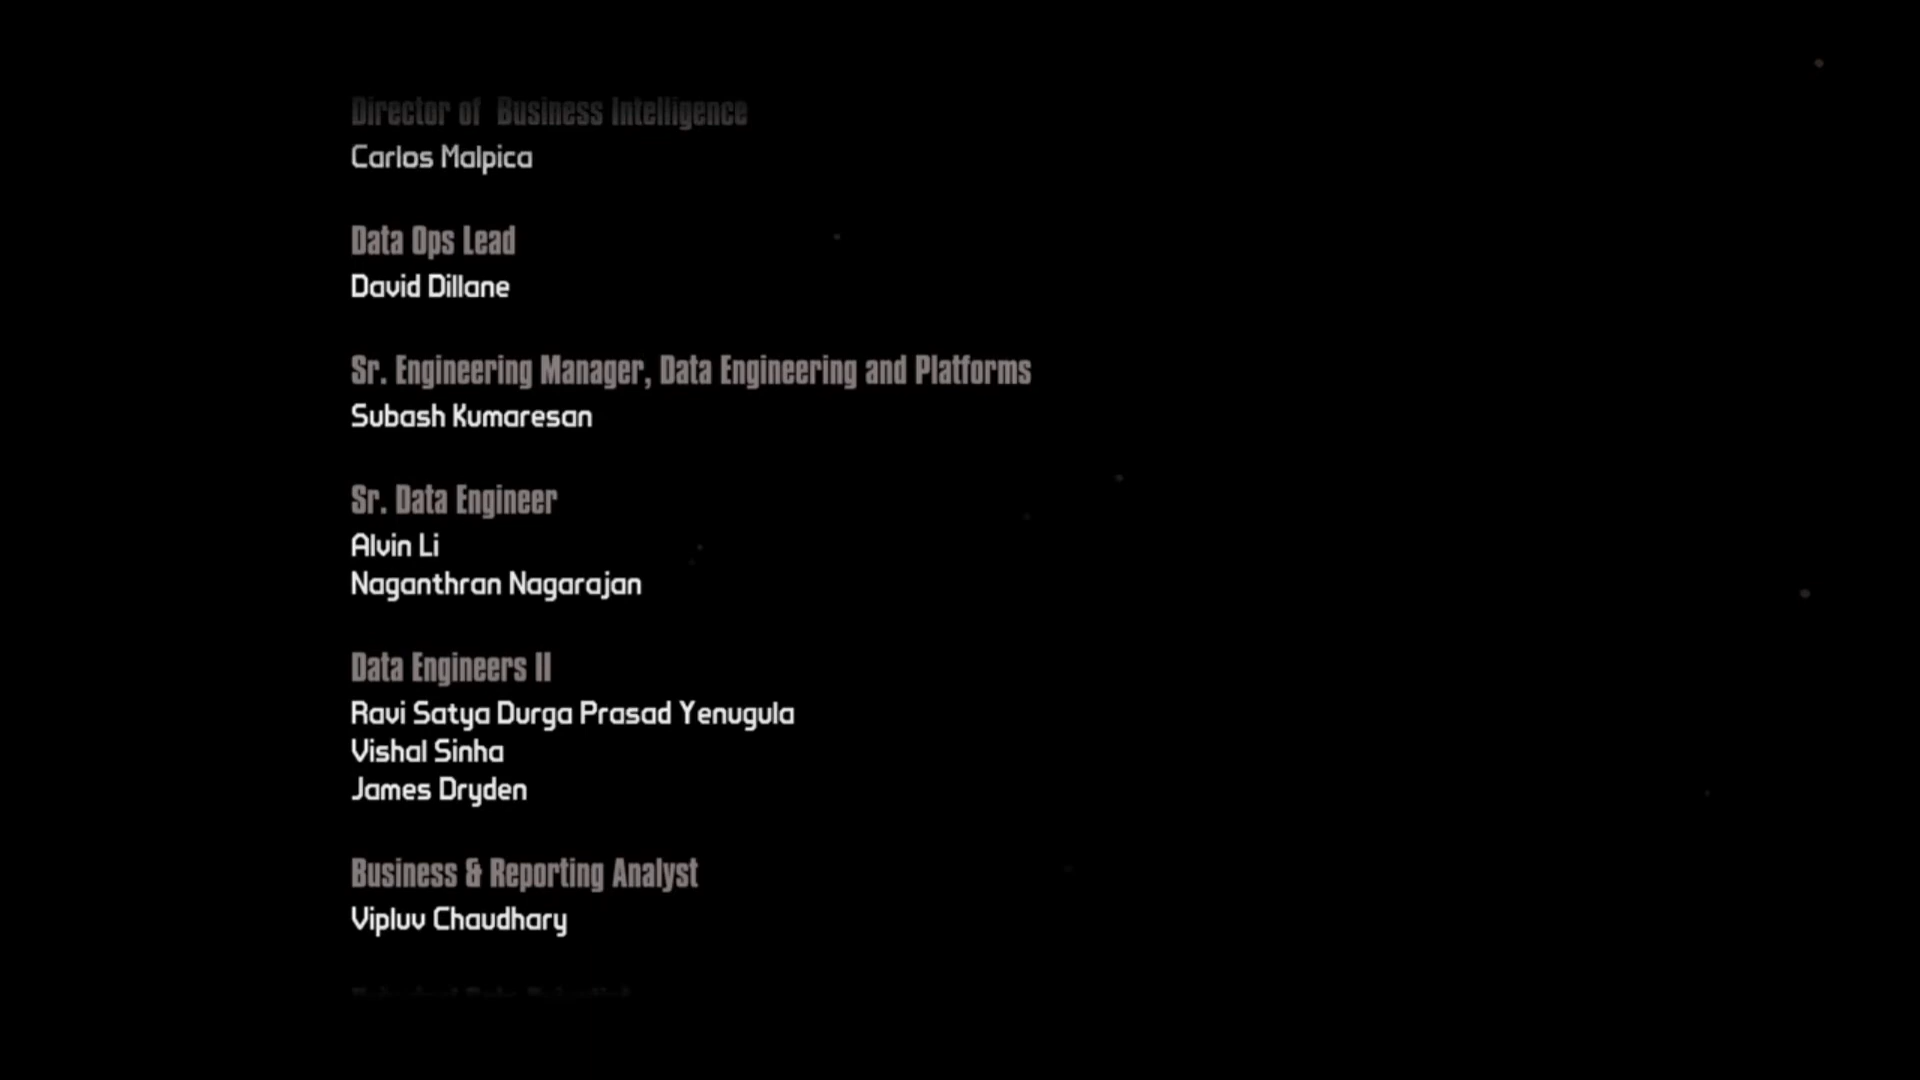 Director of Business Intelligence
Carlos Malpica
Data Ops Lead
David Dillane
Sr. Engineering Manager, Data Engineering and Platforms
Subash Kumaresan
Sr. Data Engineer
Alvin Li
Naganthran Nagarajan
Data Engineers II
Ravi Satya Durga Prasad Yenugula
Vishal Sinha
James Dryden
Business & Reporting Analyst
Vipluv Chaudhary